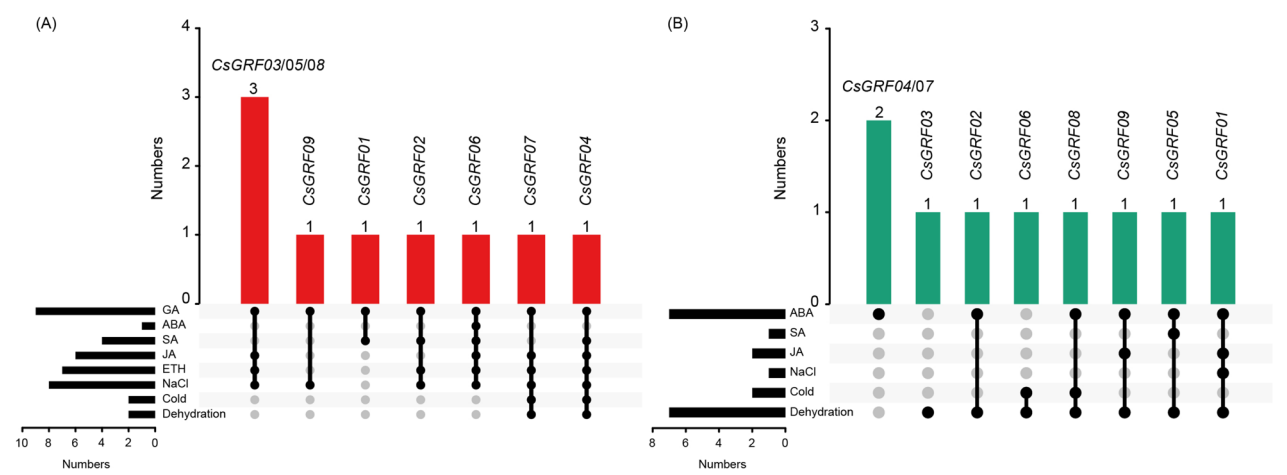 (A)
4
3
2
1
0
Numbers
CsGRF03/05/08
3
CsGRF09
1
CsGRF01
1
CsGRF02
1
CsGRF06
1
CsGRF07
1
CsGRF04
1
GA
ABA
SA
JA
ETH
NaCl
Cold
Dehydration
10 8 6 4 2 0
Numbers
(B)
3
2
1
0
Numbers
CsGRF04/07
2
CsGRF03
1
CsGRF02
1
CsGRF06
1
CsGRF08
1
CsGRF09
1
CsGRF05
1
CsGRF01
1
ABA
SA
JA
NaCl
Cold
Dehydration
8 6 4 2 0
Numbers